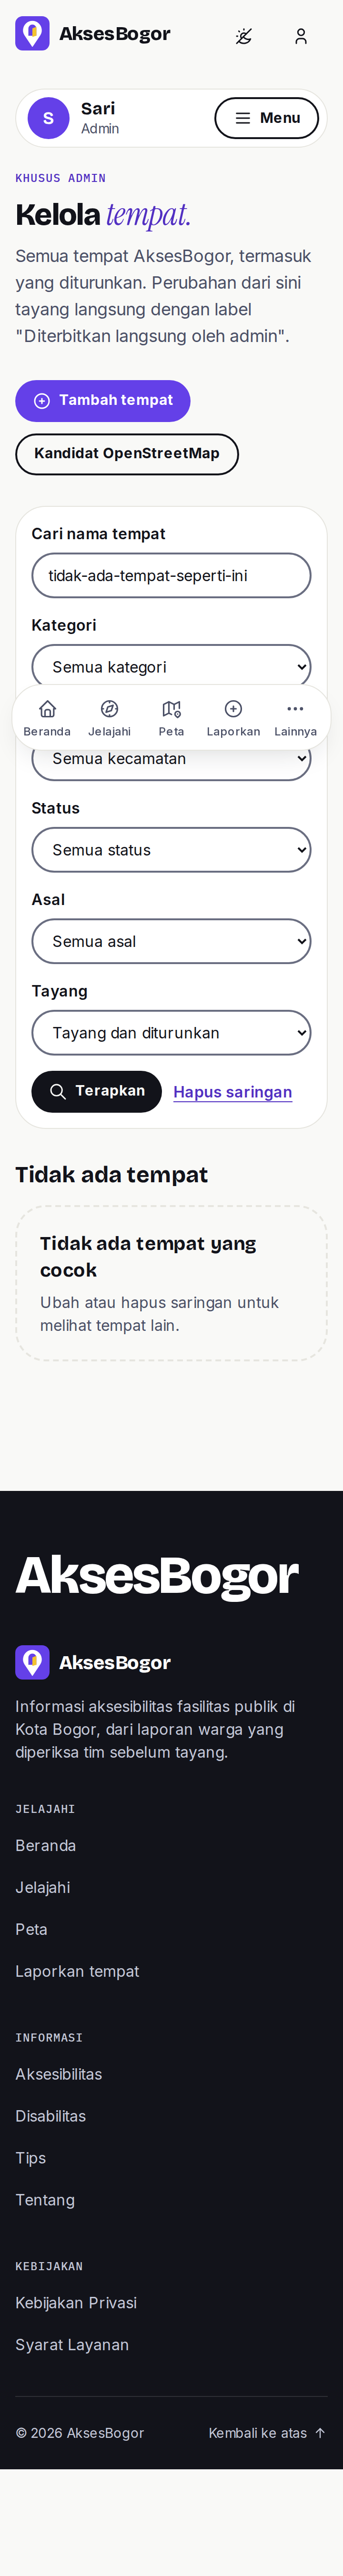 AksesBogor
S
Sari
Admin
Menu
KHUSUS ADMIN
Kelola tempat.
Semua tempat AksesBogor, termasuk
yang diturunkan. Perubahan dari sini
tayang langsung dengan label
"Diterbitkan langsung oleh admin".
Tambah tempat
Kandidat OpenStreetMap
Cari nama tempat
tidak-ada-tempat-seperti-ini
Kategori
Semua kategori
Beranda Jelajahi Peta Laporkan Lainnya
Semua kecamatan
Status
Semua status
Asal
Semua asal
Tayang
Tayang dan diturunkan
Terapkan Hapus saringan
Tidak ada tempat
Tidak ada tempat yang
cocok
Ubah atau hapus saringan untuk
melihat tempat lain.
AksesBogor
AksesBogor
Informasi aksesibilitas fasilitas publik di
Kota Bogor, dari laporan warga yang
diperiksa tim sebelum tayang.
JELAJAHI
Beranda
Jelajahi
Peta
Laporkan tempat
INFORMASI
Aksesibilitas
Disabilitas
Tips
Tentang
KEBIJAKAN
Kebijakan Privasi
Syarat Layanan
© 2026 AksesBogor Kembali ke atas ↑